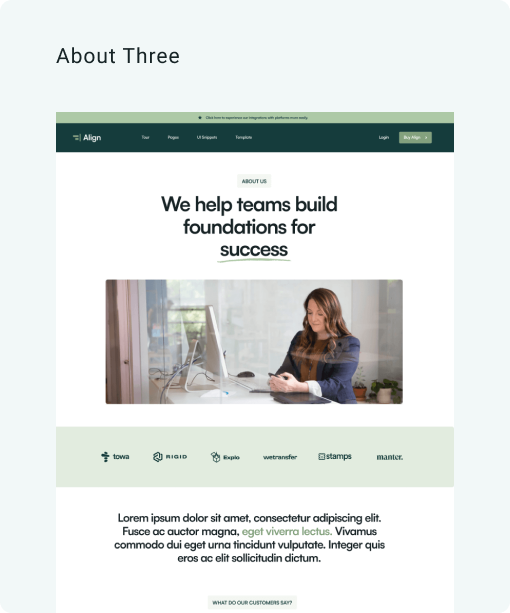 About Three
Click here to experience our integrations with platforms more easily.
Align
Tour
Pages
UI Snippets
Template
Login
Buy Align
ABOUT US
We help teams build
foundations for
success
towa
RIGID
Explo
wetransfer
stamps
manter.
Lorem ipsum dolor sit amet, consectetur adipiscing elit.
Fusce ac auctor magna, eget viverra lectus. Vivamus
commodo dui eget urna tincidunt vulputate. Integer quis
eros ac elit sollicitudin dictum.
WHAT DO OUR CUSTOMERS SAY?